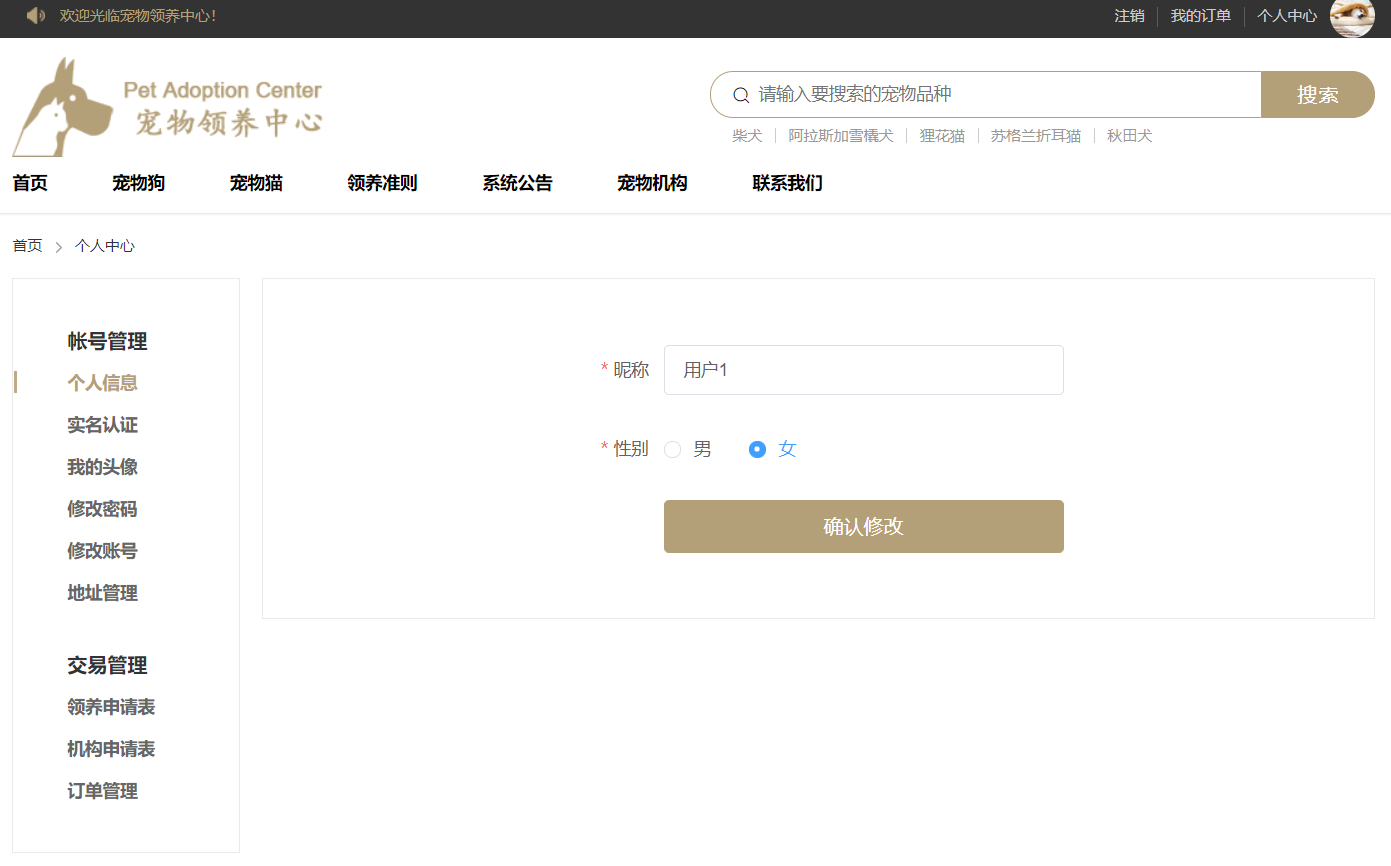 欢迎光临宠物领养中心!
注销 我的订单 个人中心
Pet Adoption Center
宠物领养中心
请输入要搜索的宠物品种 搜索
柴犬 阿拉斯加雪橇犬 狸花猫 苏格兰折耳猫 秋田犬
首页 宠物狗 宠物猫 领养准则 系统公告 宠物机构 联系我们
首页 > 个人中心
帐号管理
个人信息
实名认证
我的头像
修改密码
修改账号
地址管理
交易管理
领养申请表
机构申请表
订单管理
* 昵称 用户1
* 性别 男 女
确认修改